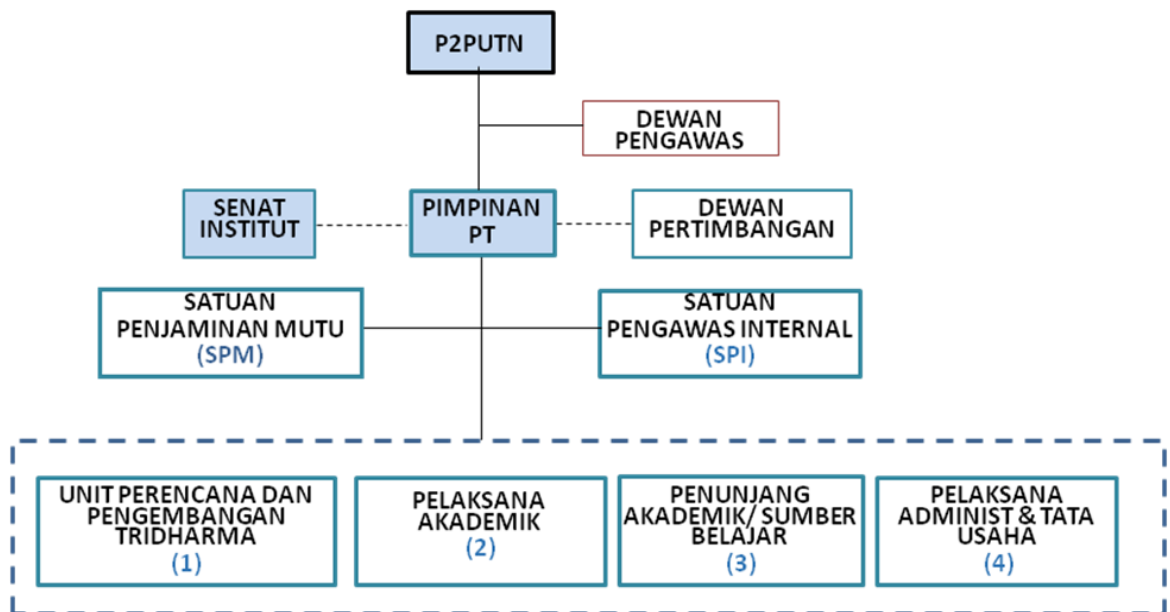 P2PUTN
DEWAN
PENGAWAS
SENAT
INSTITUT
PIMPINAN
PT
DEWAN
PERTIMBANGAN
SATUAN
PENJAMINAN MUTU
(SPM)
SATUAN
PENGAWAS INTERNAL
(SPI)
UNIT PERENCANA DAN
PENGEMBANGAN
TRIDHARMA
(1)
PELAKSANA
AKADEMIK
(2)
PENUNJANG
AKADEMIK/ SUMBER
BELAJAR
(3)
PELAKSANA
ADMINIST & TATA
USAHA
(4)